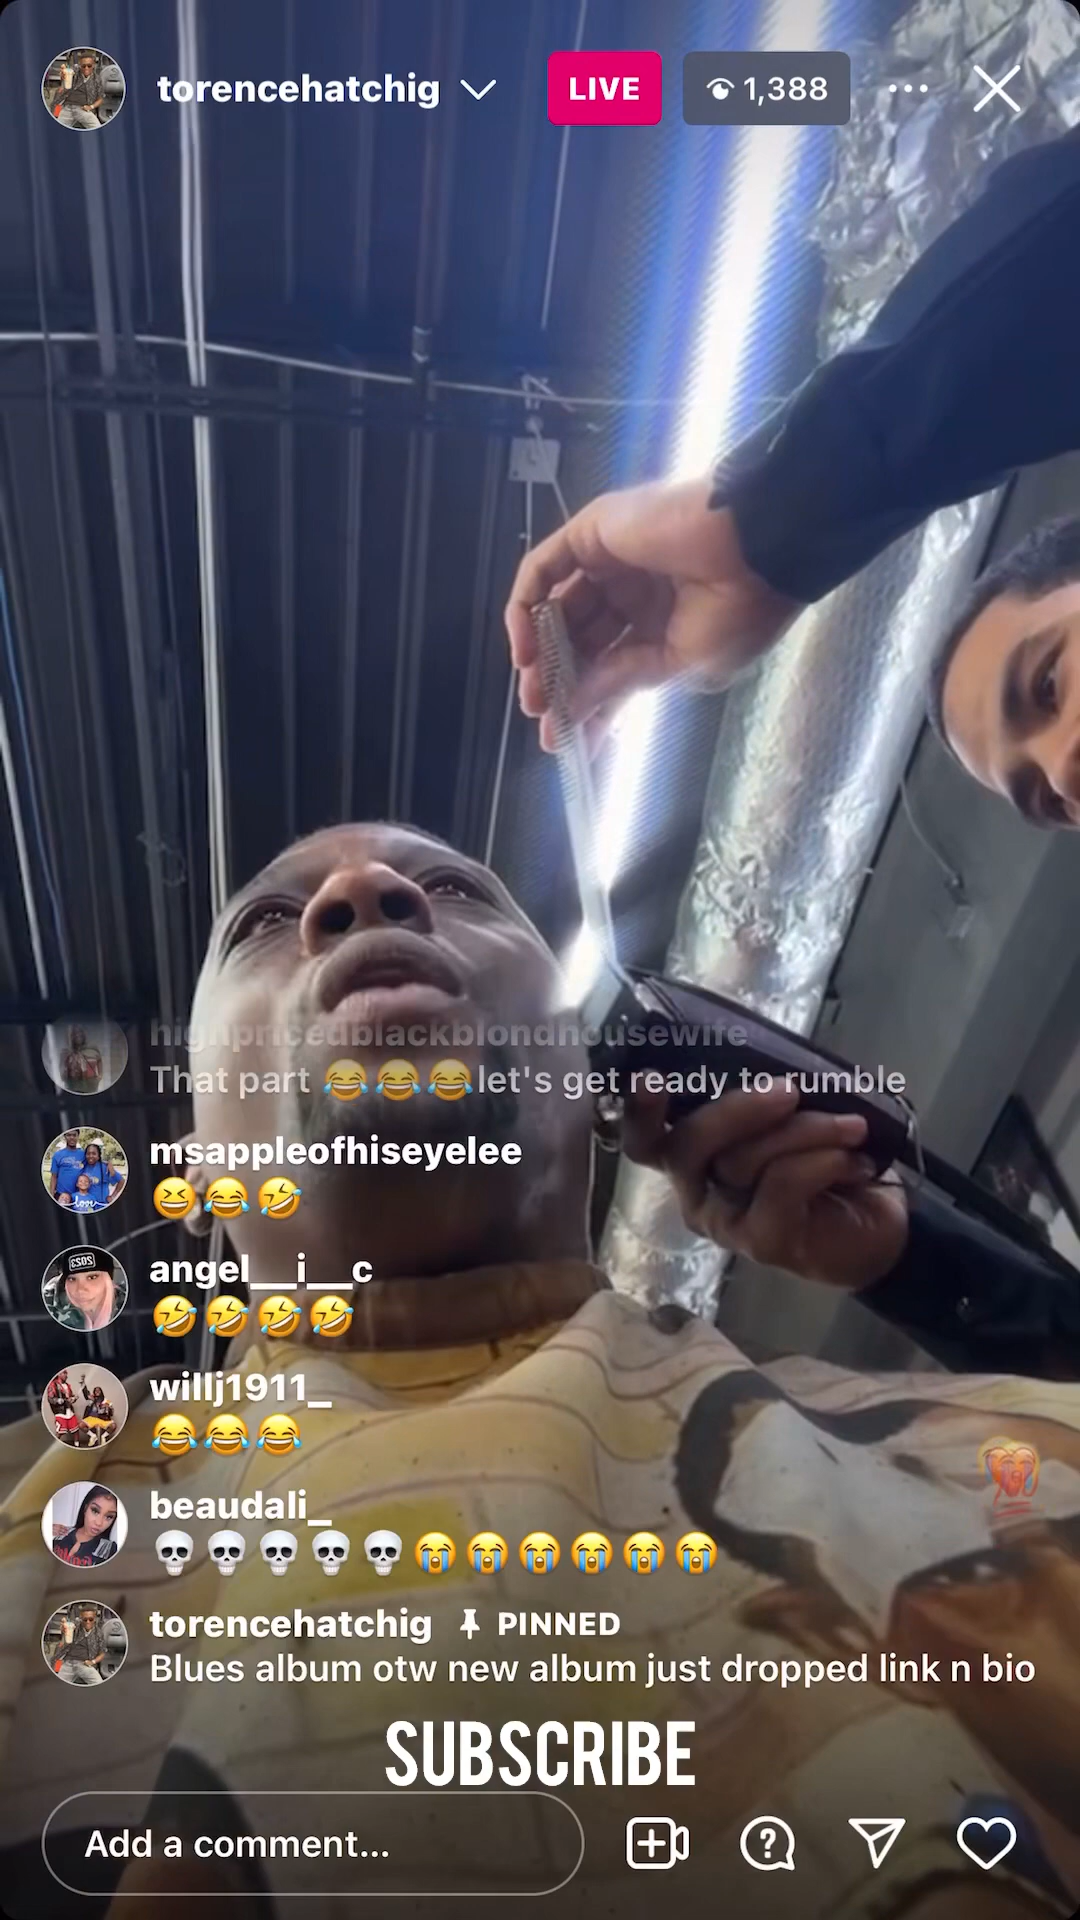 torencehatchig
LIVE
1,388
highpricedblackblondhousewife
That part 😂😂😂let's get ready to rumble
msappleofhiseyelee
😆😂🤣
angel__i__c
🤣🤣🤣🤣
willj1911_
😂😂😂
beaudali_
💀💀💀💀💀😭😭😭😭😭😭
torencehatchig PINNED
Blues album otw new album just dropped link n bio
SUBSCRIBE
Add a comment...